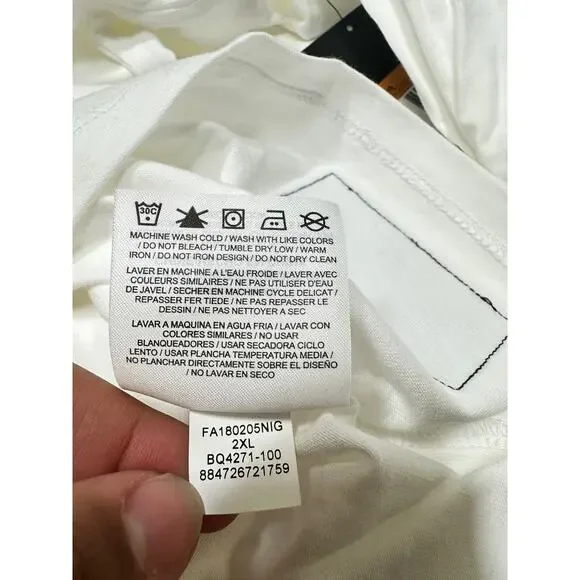 30C
MACHINE WASH COLD / WASH WITH LIKE COLORS
/ DO NOT BLEACH / TUMBLE DRY LOW / WARM
IRON / DO NOT IRON DESIGN / DO NOT DRY CLEAN
LAVER EN MACHINE A L'EAU FROIDE / LAVER AVEC
COULEURS SIMILAIRES / NE PAS UTILISER D'EAU
DE JAVEL / SECHER EN MACHINE CYCLE DELICAT /
REPASSER FER TIEDE / NE PAS REPASSER LE
DESSIN / NE PAS NETTOYER A SEC
LAVAR A MAQUINA EN AGUA FRIA / LAVAR CON
COLORES SIMILARES / NO USAR
BLANQUEADORES / USAR SECADORA CICLO
LENTO / USAR PLANCHA TEMPERATURA MEDIA /
NO PLANCHAR DIRECTAMENTE SOBRE EL DISEÑO
/ NO LAVAR EN SECO
FA180205NIG
2XL
BQ4271-100
884726721759